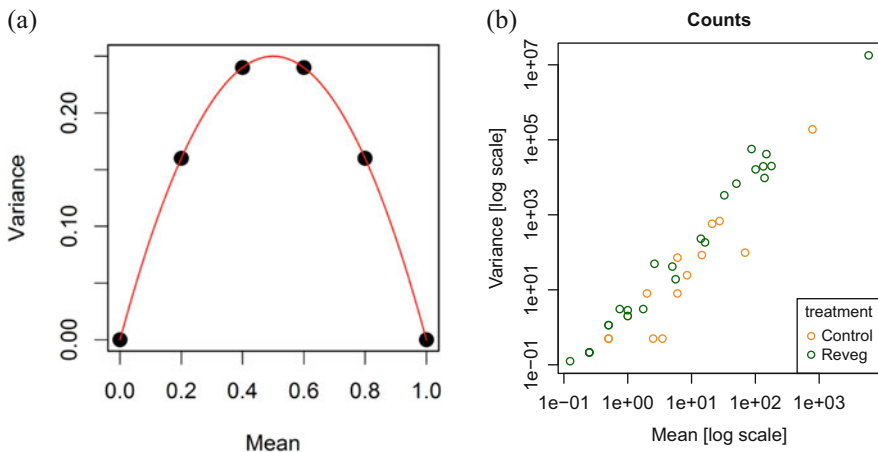 (a)
Variance
0.00
0.10
0.20
0.0
0.2
0.4
0.6
0.8
1.0
Mean
(b)
Counts
Variance [log scale]
1e−01
1e+01
1e+03
1e+05
1e+07
1e−01
1e+00
1e+01
1e+02
1e+03
Mean [log scale]
treatment
Control
Reveg